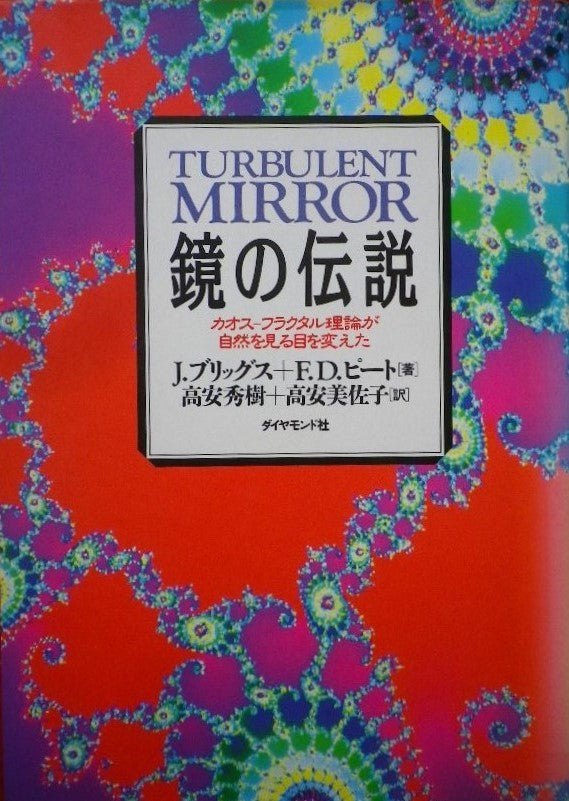 TURBULENT
MIRROR
鏡の伝説
カオス-フラクタル理論が
自然を見る目を変えた
J.ブリッグス+F.D.ピート[著]
高安秀樹+高安美佐子[訳]
ダイヤモンド社